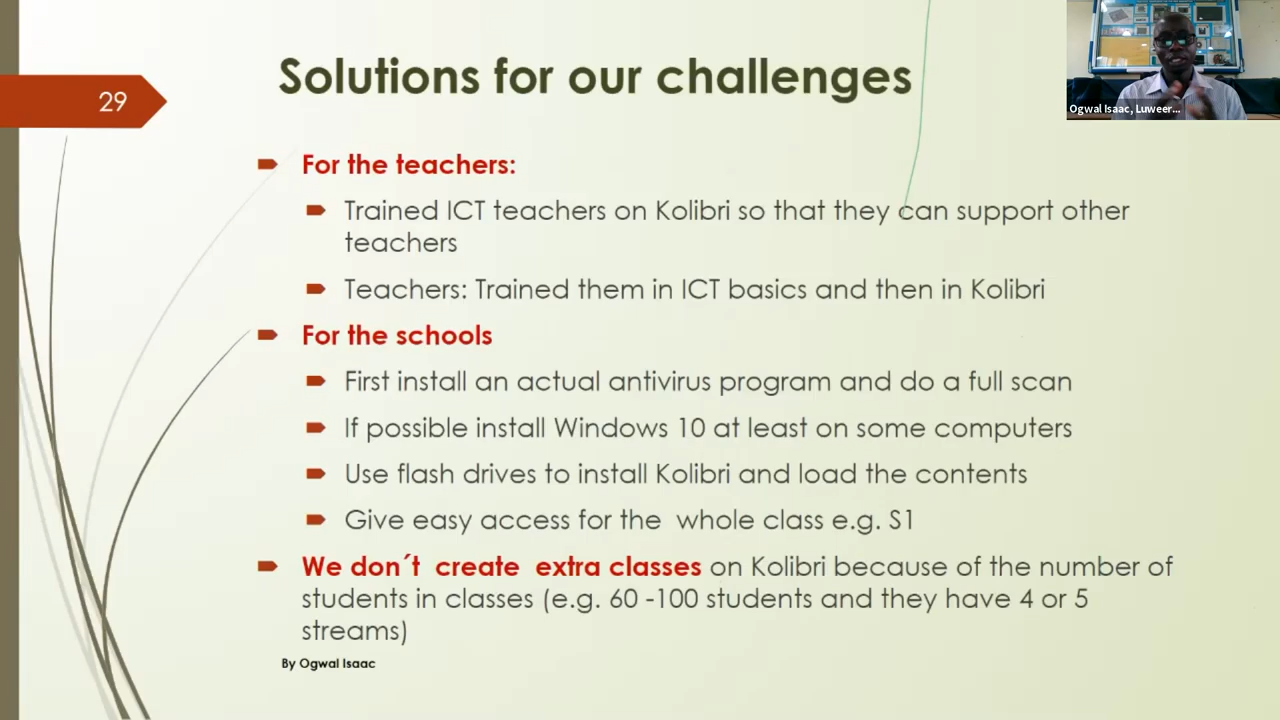 Solutions for our challenges
29
Ogwal Isaac, Luweer...
For the teachers:
Trained ICT teachers on Kolibri so that they can support other
teachers
Teachers: Trained them in ICT basics and then in Kolibri
For the schools
First install an actual antivirus program and do a full scan
If possible install Windows 10 at least on some computers
Use flash drives to install Kolibri and load the contents
Give easy access for the  whole class e.g. S1
We don´t  create  extra classes on Kolibri because of the number of
students in classes (e.g. 60 -100 students and they have 4 or 5
streams)
By Ogwal Isaac